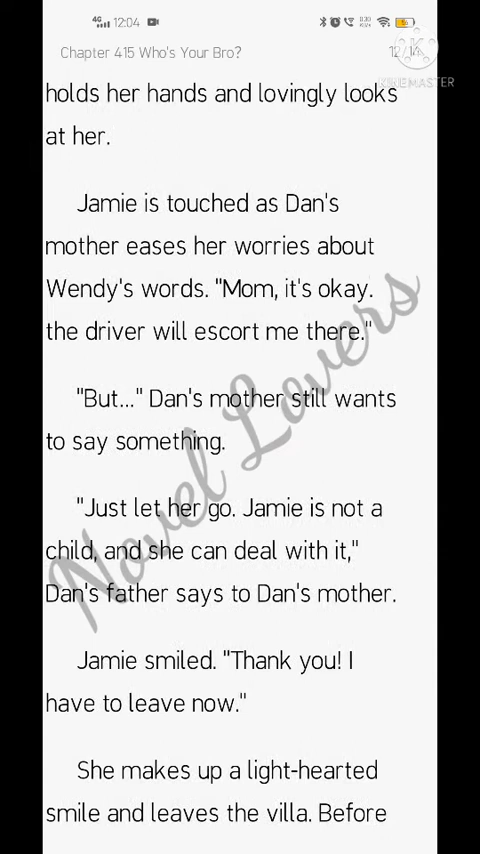 4G 12:04
Chapter 415 Who's Your Bro? 12/14
KINEMASTER
holds her hands and lovingly looks
at her.
Jamie is touched as Dan's
mother eases her worries about
Wendy's words. "Mom, it's okay.
the driver will escort me there."
"But..." Dan's mother still wants
to say something.
"Just let her go. Jamie is not a
child, and she can deal with it,"
Dan's father says to Dan's mother.
Jamie smiled. "Thank you! I
have to leave now."
She makes up a light-hearted
smile and leaves the villa. Before
Novel Lovers